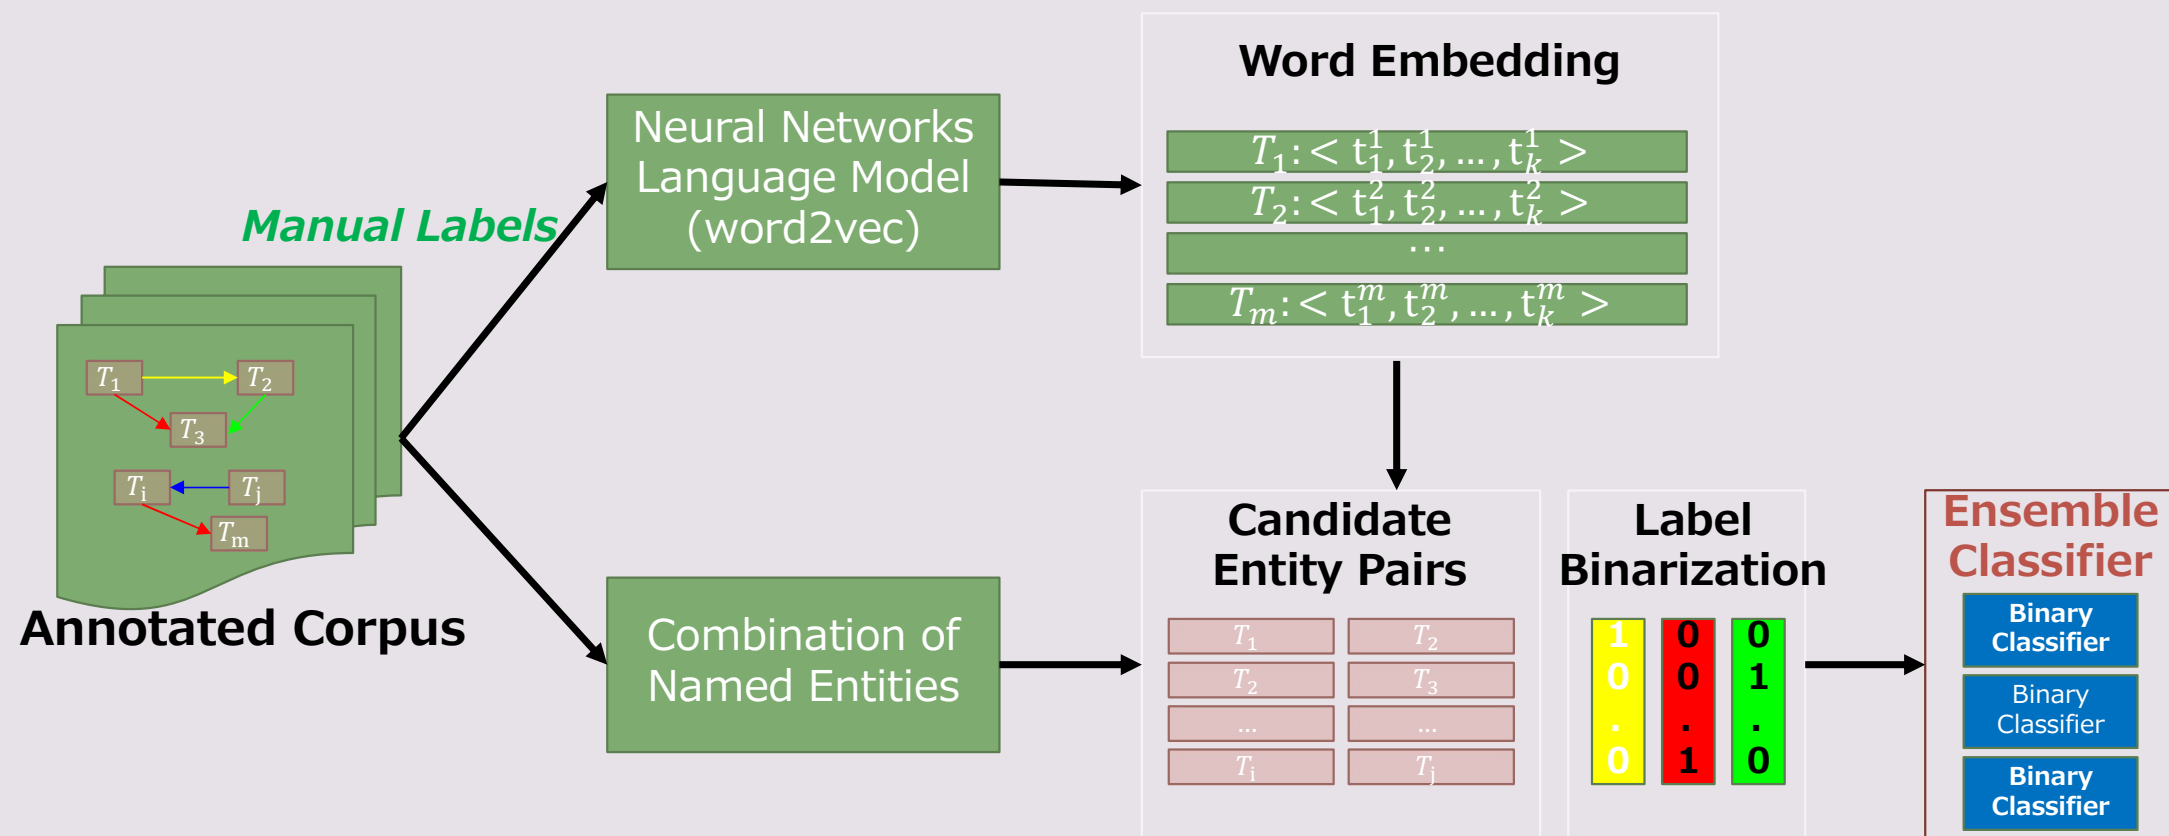 Manual Labels
T₁
T₂
T₃
Tᵢ
Tⱼ
Tₘ
Annotated Corpus
Neural Networks
Language Model
(word2vec)
Combination of
Named Entities
Word Embedding
T₁: < t₁¹, t₂¹, ..., tₖ¹ >
T₂: < t₁², t₂², ..., tₖ² >
...
Tₘ: < t₁ᵐ, t₂ᵐ, ..., tₖᵐ >
Candidate
Entity Pairs
T₁ T₂
T₂ T₃
... ...
Tᵢ Tⱼ
Label
Binarization
1 0 0
0 0 1
. . .
0 1 0
Ensemble
Classifier
Binary
Classifier
Binary
Classifier
Binary
Classifier